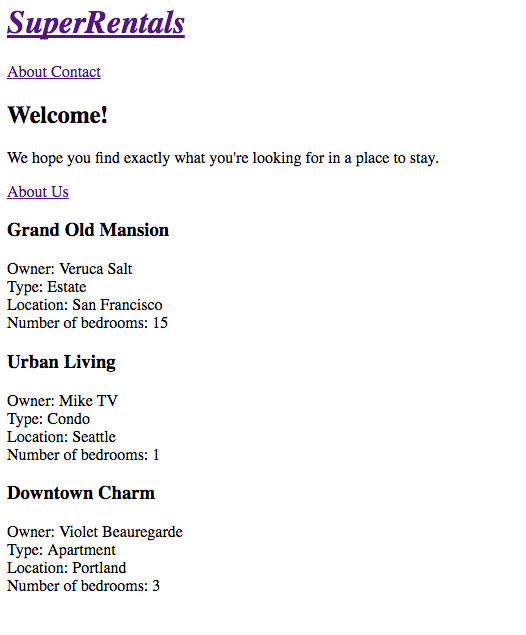 SuperRentals
About Contact
Welcome!
We hope you find exactly what you're looking for in a place to stay.
About Us
Grand Old Mansion
Owner: Veruca Salt
Type: Estate
Location: San Francisco
Number of bedrooms: 15
Urban Living
Owner: Mike TV
Type: Condo
Location: Seattle
Number of bedrooms: 1
Downtown Charm
Owner: Violet Beauregarde
Type: Apartment
Location: Portland
Number of bedrooms: 3